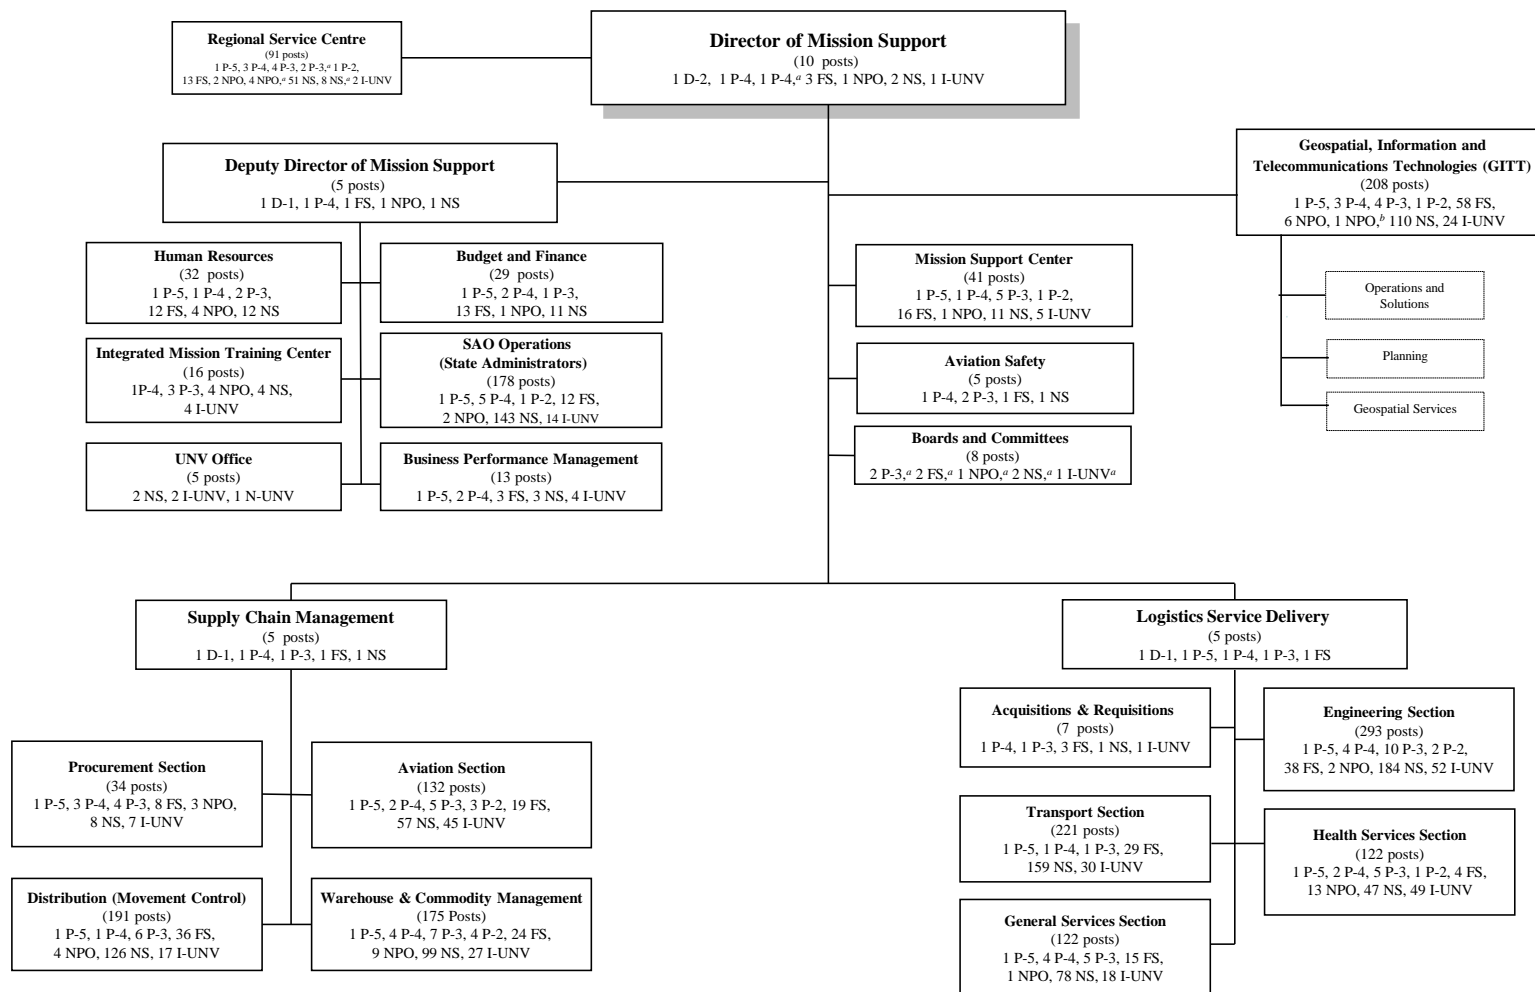 Regional Service Centre
(91 posts)
1 P-5, 3 P-4, 4 P-3, 2 P-3,ᵃ 1 P-2,
13 FS, 2 NPO, 4 NPO,ᵃ 51 NS, 8 NS,ᵃ 2 I-UNV
Director of Mission Support
(10 posts)
1 D-2, 1 P-4, 1 P-4,ᵃ 3 FS, 1 NPO, 2 NS, 1 I-UNV
Deputy Director of Mission Support
(5 posts)
1 D-1, 1 P-4, 1 FS, 1 NPO, 1 NS
Geospatial, Information and
Telecommunications Technologies (GITT)
(208 posts)
1 P-5, 3 P-4, 4 P-3, 1 P-2, 58 FS,
6 NPO, 1 NPO,ᵇ 110 NS, 24 I-UNV
Operations and
Solutions
Planning
Geospatial Services
Human Resources
(32 posts)
1 P-5, 1 P-4 , 2 P-3,
12 FS, 4 NPO, 12 NS
Budget and Finance
(29 posts)
1 P-5, 2 P-4, 1 P-3,
13 FS, 1 NPO, 11 NS
Integrated Mission Training Center
(16 posts)
1P-4, 3 P-3, 4 NPO, 4 NS,
4 I-UNV
SAO Operations
(State Administrators)
(178 posts)
1 P-5, 5 P-4, 1 P-2, 12 FS,
2 NPO, 143 NS, 14 I-UNV
UNV Office
(5 posts)
2 NS, 2 I-UNV, 1 N-UNV
Business Performance Management
(13 posts)
1 P-5, 2 P-4, 3 FS, 3 NS, 4 I-UNV
Mission Support Center
(41 posts)
1 P-5, 1 P-4, 5 P-3, 1 P-2,
16 FS, 1 NPO, 11 NS, 5 I-UNV
Aviation Safety
(5 posts)
1 P-4, 2 P-3, 1 FS, 1 NS
Boards and Committees
(8 posts)
2 P-3,ᵃ 2 FS,ᵃ 1 NPO,ᵃ 2 NS,ᵃ 1 I-UNVᵃ
Supply Chain Management
(5 posts)
1 D-1, 1 P-4, 1 P-3, 1 FS, 1 NS
Procurement Section
(34 posts)
1 P-5, 3 P-4, 4 P-3, 8 FS, 3 NPO,
8 NS, 7 I-UNV
Aviation Section
(132 posts)
1 P-5, 2 P-4, 5 P-3, 3 P-2, 19 FS,
57 NS, 45 I-UNV
Distribution (Movement Control)
(191 posts)
1 P-5, 1 P-4, 6 P-3, 36 FS,
4 NPO, 126 NS, 17 I-UNV
Warehouse & Commodity Management
(175 Posts)
1 P-5, 4 P-4, 7 P-3, 4 P-2, 24 FS,
9 NPO, 99 NS, 27 I-UNV
Logistics Service Delivery
(5 posts)
1 D-1, 1 P-5, 1 P-4, 1 P-3, 1 FS
Acquisitions & Requisitions
(7 posts)
1 P-4, 1 P-3, 3 FS, 1 NS, 1 I-UNV
Engineering Section
(293 posts)
1 P-5, 4 P-4, 10 P-3, 2 P-2,
38 FS, 2 NPO, 184 NS, 52 I-UNV
Transport Section
(221 posts)
1 P-5, 1 P-4, 1 P-3, 29 FS,
159 NS, 30 I-UNV
Health Services Section
(122 posts)
1 P-5, 2 P-4, 5 P-3, 1 P-2, 4 FS,
13 NPO, 47 NS, 49 I-UNV
General Services Section
(122 posts)
1 P-5, 4 P-4, 5 P-3, 15 FS,
1 NPO, 78 NS, 18 I-UNV